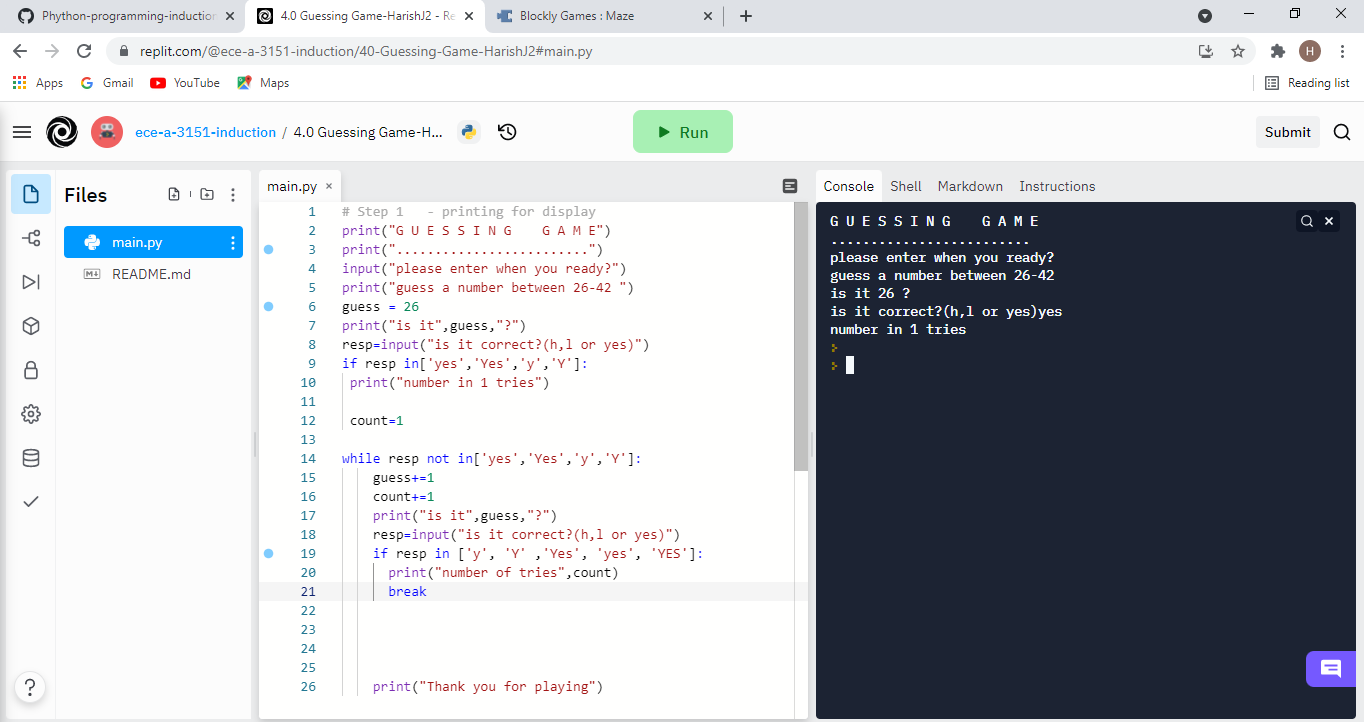 Phython-programming-induction
4.0 Guessing Game-HarishJ2 - Re
Blockly Games : Maze
replit.com/@ece-a-3151-induction/40-Guessing-Game-HarishJ2#main.py
H
Apps
Gmail
YouTube
Maps
Reading list
ece-a-3151-induction / 4.0 Guessing Game-H...
Run
Submit
Files
main.py
README.md
main.py
1 # Step 1   - printing for display
2 print("G U E S S I N G    G A M E")
3 print(".........................")
4 input("please enter when you ready?")
5 print("guess a number between 26-42 ")
6 guess = 26
7 print("is it",guess,"?")
8 resp=input("is it correct?(h,l or yes)")
9 if resp in['yes','Yes','y','Y']:
10  print("number in 1 tries")
11
12  count=1
13
14 while resp not in['yes','Yes','y','Y']:
15     guess+=1
16     count+=1
17     print("is it",guess,"?")
18     resp=input("is it correct?(h,l or yes)")
19     if resp in ['y', 'Y' ,'Yes', 'yes', 'YES']:
20       print("number of tries",count)
21       break
22
23
24
25
26     print("Thank you for playing")
Console Shell Markdown Instructions
G U E S S I N G    G A M E
.........................
please enter when you ready?
guess a number between 26-42
is it 26 ?
is it correct?(h,l or yes)yes
number in 1 tries
?